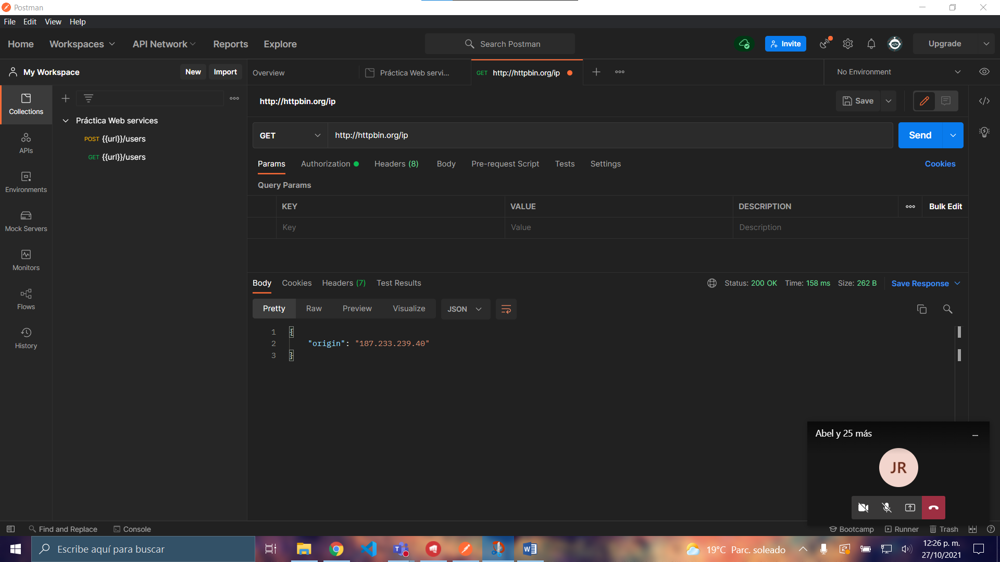 Postman
File Edit View Help
Home Workspaces API Network Reports Explore Search Postman Invite Upgrade
My Workspace New Import Overview Práctica Web servi... GET http://httpbin.org/ip No Environment
http://httpbin.org/ip Save
Collections
Práctica Web services
POST {{url}}/users
GET {{url}}/users
APIs
Environments
Mock Servers
Monitors
Flows
History
GET http://httpbin.org/ip Send
Params Authorization Headers (8) Body Pre-request Script Tests Settings Cookies
Query Params
KEY VALUE DESCRIPTION Bulk Edit
Key Value Description
Body Cookies Headers (7) Test Results Status: 200 OK Time: 158 ms Size: 262 B Save Response
Pretty Raw Preview Visualize JSON
1 {
2 "origin": "187.233.239.40"
3 }
Abel y 25 más
JR
Find and Replace Console Bootcamp Runner Trash
Escribe aquí para buscar 19°C Parc. soleado 12:26 p. m.
27/10/2021